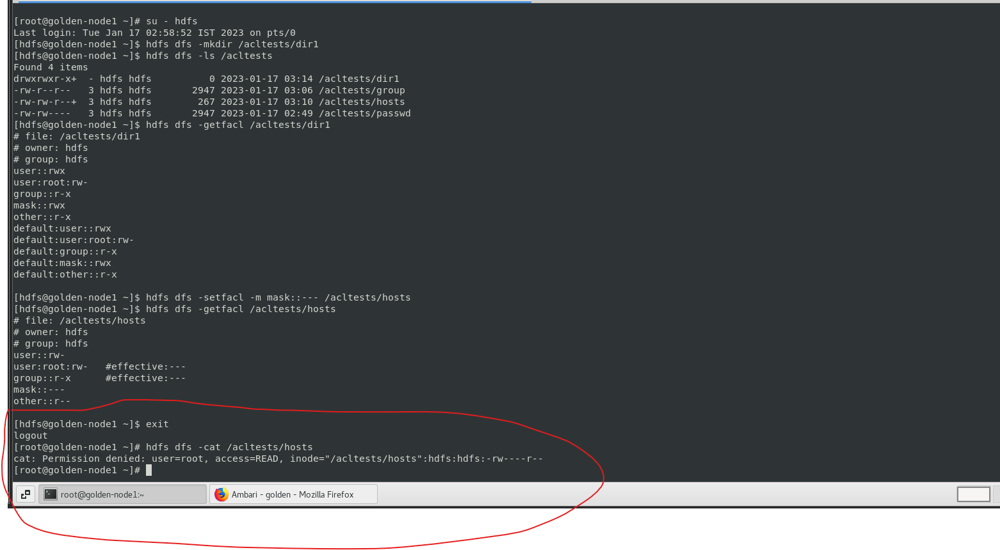 [root@golden-node1 ~]# su - hdfs
Last login: Tue Jan 17 02:58:52 IST 2023 on pts/0
[hdfs@golden-node1 ~]$ hdfs dfs -mkdir /acltests/dir1
[hdfs@golden-node1 ~]$ hdfs dfs -ls /acltests
Found 4 items
drwxrwxr-x+  - hdfs hdfs          0 2023-01-17 03:14 /acltests/dir1
-rw-r--r--   3 hdfs hdfs       2947 2023-01-17 03:06 /acltests/group
-rw-rw-r--+  3 hdfs hdfs        267 2023-01-17 03:10 /acltests/hosts
-rw-rw----   3 hdfs hdfs       2947 2023-01-17 02:49 /acltests/passwd
[hdfs@golden-node1 ~]$ hdfs dfs -getfacl /acltests/dir1
# file: /acltests/dir1
# owner: hdfs
# group: hdfs
user::rwx
user:root:rw-
group::r-x
mask::rwx
other::r-x
default:user::rwx
default:user:root:rw-
default:group::r-x
default:mask::rwx
default:other::r-x
[hdfs@golden-node1 ~]$ hdfs dfs -setfacl -m mask::--- /acltests/hosts
[hdfs@golden-node1 ~]$ hdfs dfs -getfacl /acltests/hosts
# file: /acltests/hosts
# owner: hdfs
# group: hdfs
user::rw-
user:root:rw-   #effective:---
group::r-x      #effective:---
mask::---
other::r--
[hdfs@golden-node1 ~]$ exit
logout
[root@golden-node1 ~]# hdfs dfs -cat /acltests/hosts
cat: Permission denied: user=root, access=READ, inode="/acltests/hosts":hdfs:hdfs:-rw----r--
[root@golden-node1 ~]#
root@golden-node1:~ Ambari - golden - Mozilla Firefox